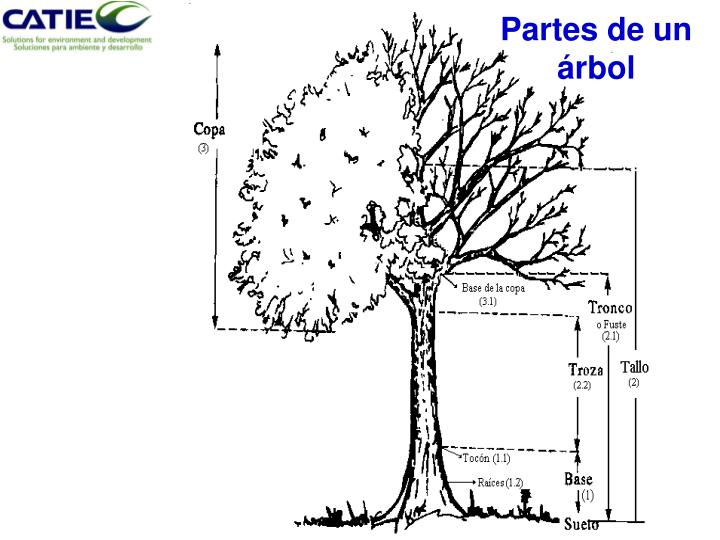 CATIE
Solutions for environment and development
Soluciones para ambiente y desarrollo
Partes de un
árbol
Copa
(3)
Base de la copa
(3.1)
Tronco
o Fuste
(2.1)
Troza
(2.2)
Tallo
(2)
Tocón (1.1)
Raíces (1.2)
Base
(1)
Suelo